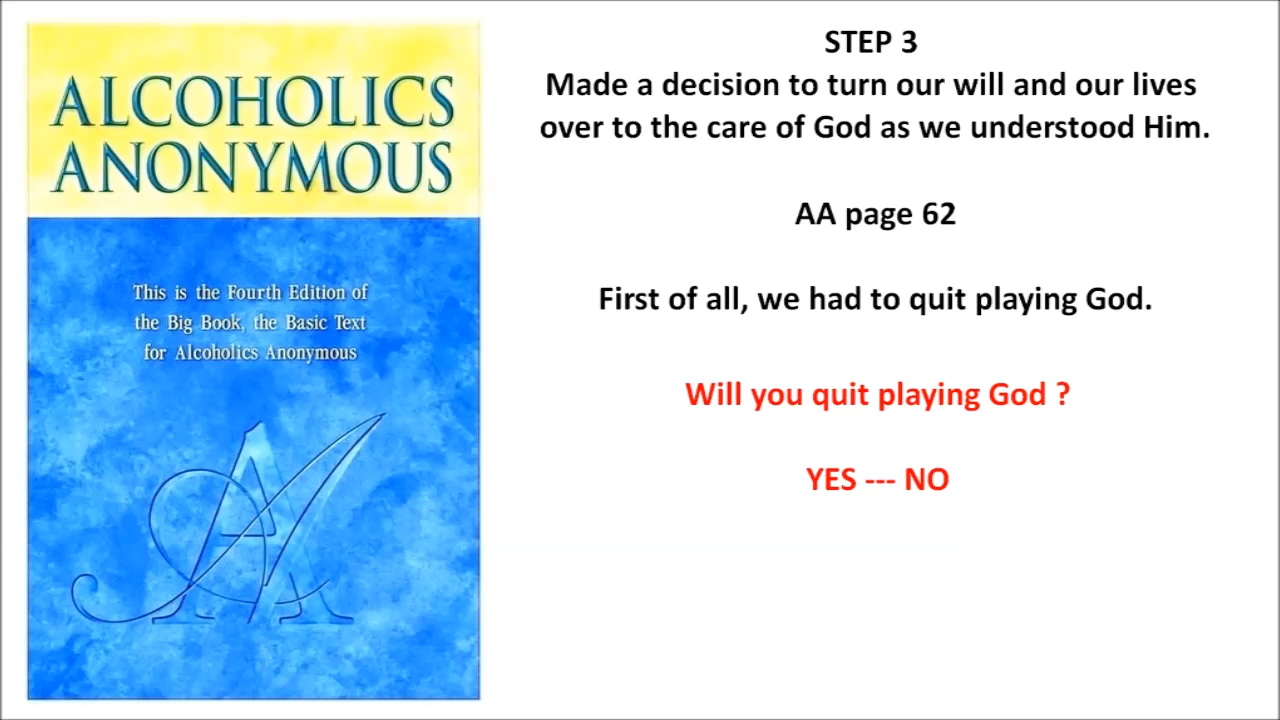 ALCOHOLICS
ANONYMOUS
This is the Fourth Edition of
the Big Book, the Basic Text
for Alcoholics Anonymous
AA
STEP 3
Made a decision to turn our will and our lives
over to the care of God as we understood Him.
AA page 62
First of all, we had to quit playing God.
Will you quit playing God ?
YES --- NO